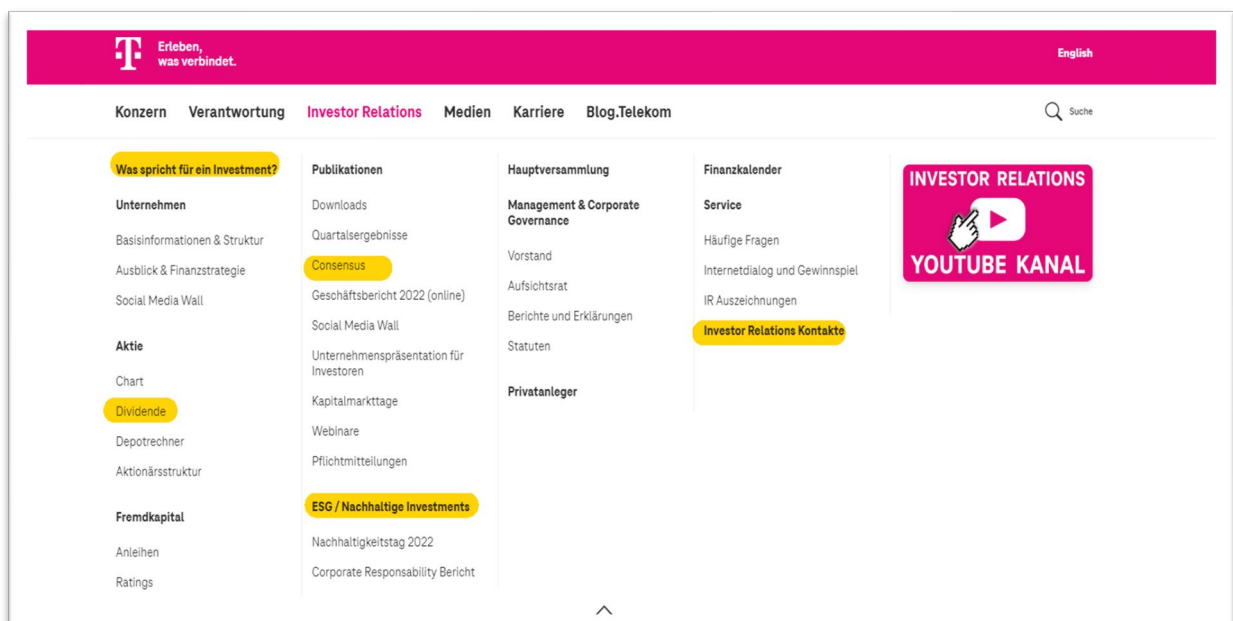 Erleben,
was verbindet.
English
Konzern Verantwortung Investor Relations Medien Karriere Blog.Telekom
Suche
Was spricht für ein Investment?
Unternehmen
Basisinformationen & Struktur
Ausblick & Finanzstrategie
Social Media Wall
Aktie
Chart
Dividende
Depotrechner
Aktionärsstruktur
Fremdkapital
Anleihen
Ratings
Publikationen
Downloads
Quartalsergebnisse
Consensus
Geschäftsbericht 2022 (online)
Social Media Wall
Unternehmenspräsentation für
Investoren
Kapitalmarkttage
Webinare
Pflichtmitteilungen
ESG / Nachhaltige Investments
Nachhaltigkeitstag 2022
Corporate Responsability Bericht
Hauptversammlung
Management & Corporate
Governance
Vorstand
Aufsichtsrat
Berichte und Erklärungen
Statuten
Privatanleger
Finanzkalender
Service
Häufige Fragen
Internetdialog und Gewinnspiel
IR Auszeichnungen
Investor Relations Kontakte
INVESTOR RELATIONS
YOUTUBE KANAL